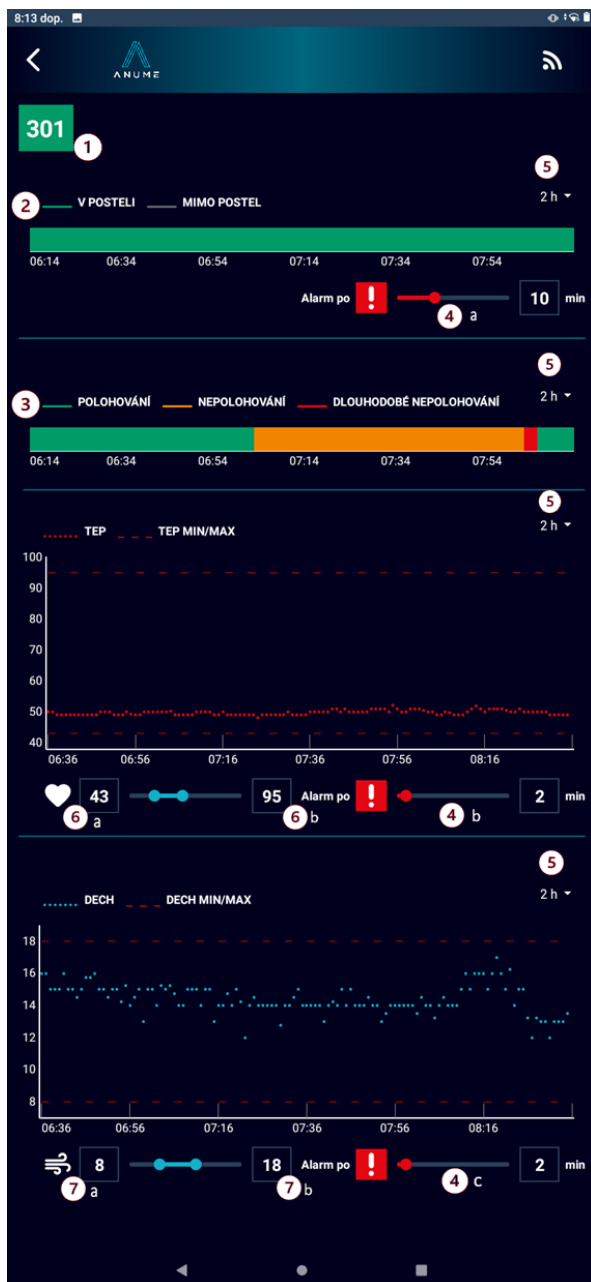 8:13 dop.
ANUME
301
1
5
2 V POSTELI MIMO POSTEL 2 h
06:14 06:34 06:54 07:14 07:34 07:54
Alarm po ! 10 min
4 a
5
3 POLOHOVÁNÍ NEPOLOHOVÁNÍ DLOUHODOBÉ NEPOLOHOVÁNÍ 2 h
06:14 06:34 06:54 07:14 07:34 07:54
5
TEP TEP MIN/MAX 2 h
100
90
80
70
60
50
40
06:36 06:56 07:16 07:36 07:56 08:16
43 95 Alarm po ! 2 min
6 a 6 b 4 b
5
DECH DECH MIN/MAX 2 h
18
16
14
12
10
8
06:36 06:56 07:16 07:36 07:56 08:16
8 18 Alarm po ! 2 min
7 a 7 b 4 c